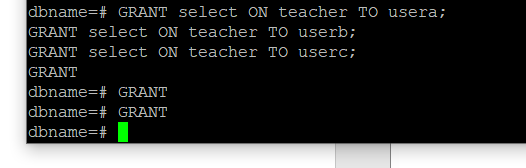 dbname=# GRANT select ON teacher TO usera;
GRANT select ON teacher TO userb;
GRANT select ON teacher TO userc;
GRANT
dbname=# GRANT
dbname=# GRANT
dbname=#